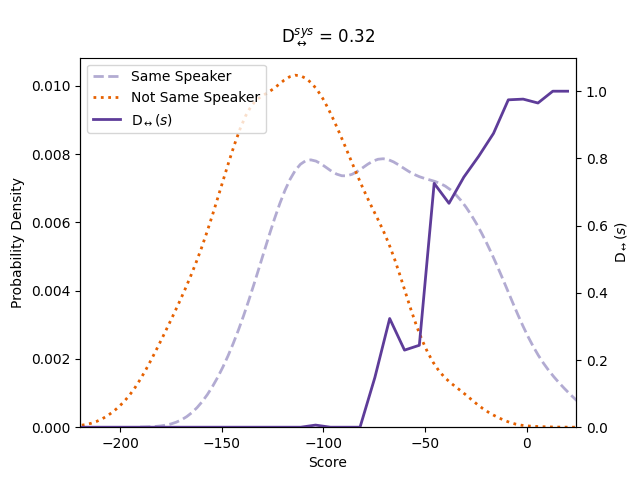 D↔^sys = 0.32
Same Speaker
Not Same Speaker
D↔(s)
0.010
0.008
0.006
0.004
0.002
0.000
Probability Density
1.0
0.8
0.6
0.4
0.2
0.0
D↔(s)
−200
−150
−100
−50
0
Score